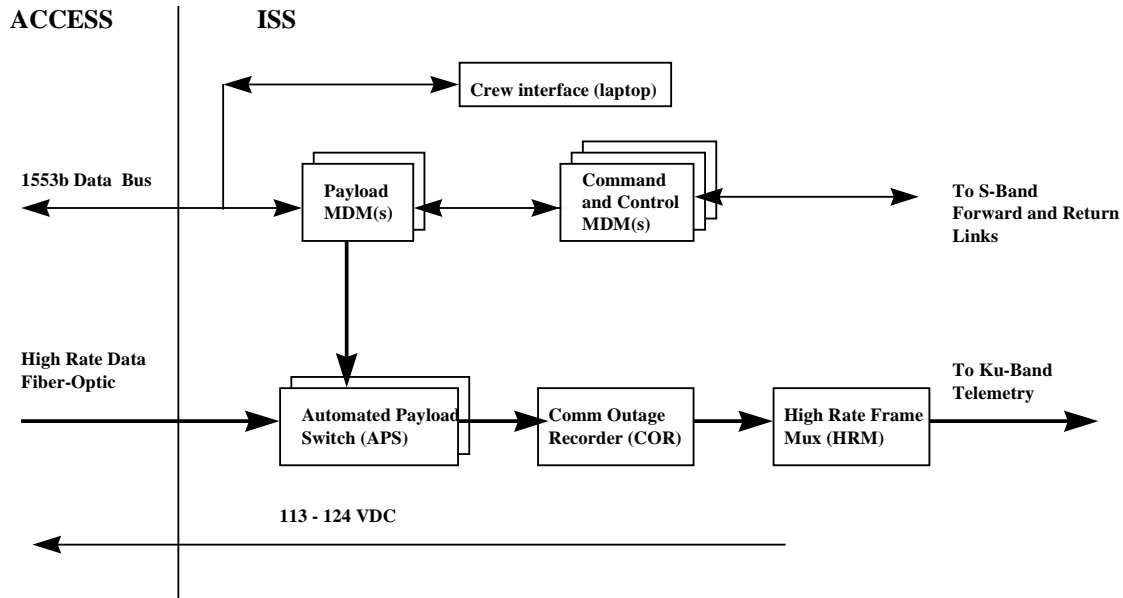 ACCESS
ISS
Crew interface (laptop)
1553b Data Bus
Payload
MDM(s)
Command
and Control
MDM(s)
To S-Band
Forward and Return
Links
High Rate Data
Fiber-Optic
Automated Payload
Switch (APS)
Comm Outage
Recorder (COR)
High Rate Frame
Mux (HRM)
To Ku-Band
Telemetry
113 - 124 VDC